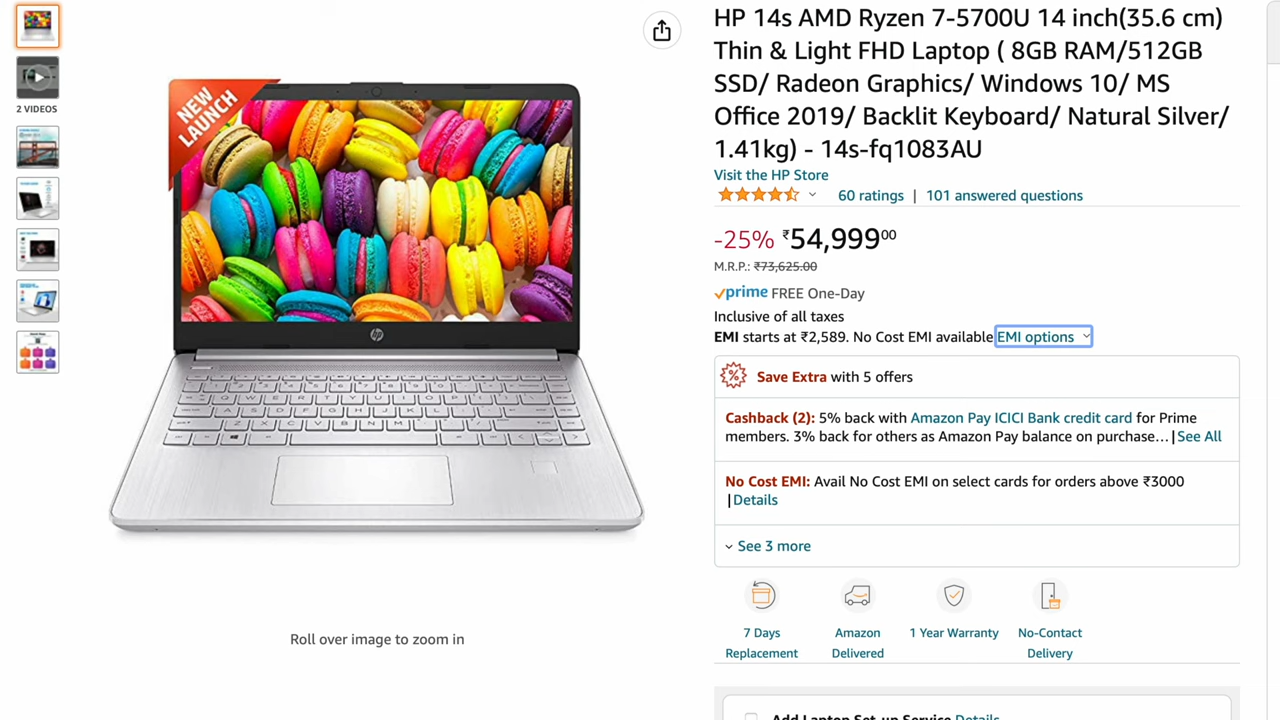 2 VIDEOS
NEW
LAUNCH
hp
Roll over image to zoom in
HP 14s AMD Ryzen 7-5700U 14 inch(35.6 cm)
Thin & Light FHD Laptop ( 8GB RAM/512GB
SSD/ Radeon Graphics/ Windows 10/ MS
Office 2019/ Backlit Keyboard/ Natural Silver/
1.41kg) - 14s-fq1083AU
Visit the HP Store
60 ratings | 101 answered questions
-25% ₹54,99900
M.R.P.: ₹73,625.00
prime FREE One-Day
Inclusive of all taxes
EMI starts at ₹2,589. No Cost EMI available EMI options
Save Extra with 5 offers
Cashback (2): 5% back with Amazon Pay ICICI Bank credit card for Prime
members. 3% back for others as Amazon Pay balance on purchase... | See All
No Cost EMI: Avail No Cost EMI on select cards for orders above ₹3000
| Details
See 3 more
7 Days
Replacement
Amazon
Delivered
1 Year Warranty
No-Contact
Delivery
Add Laptop Set-up Service Details